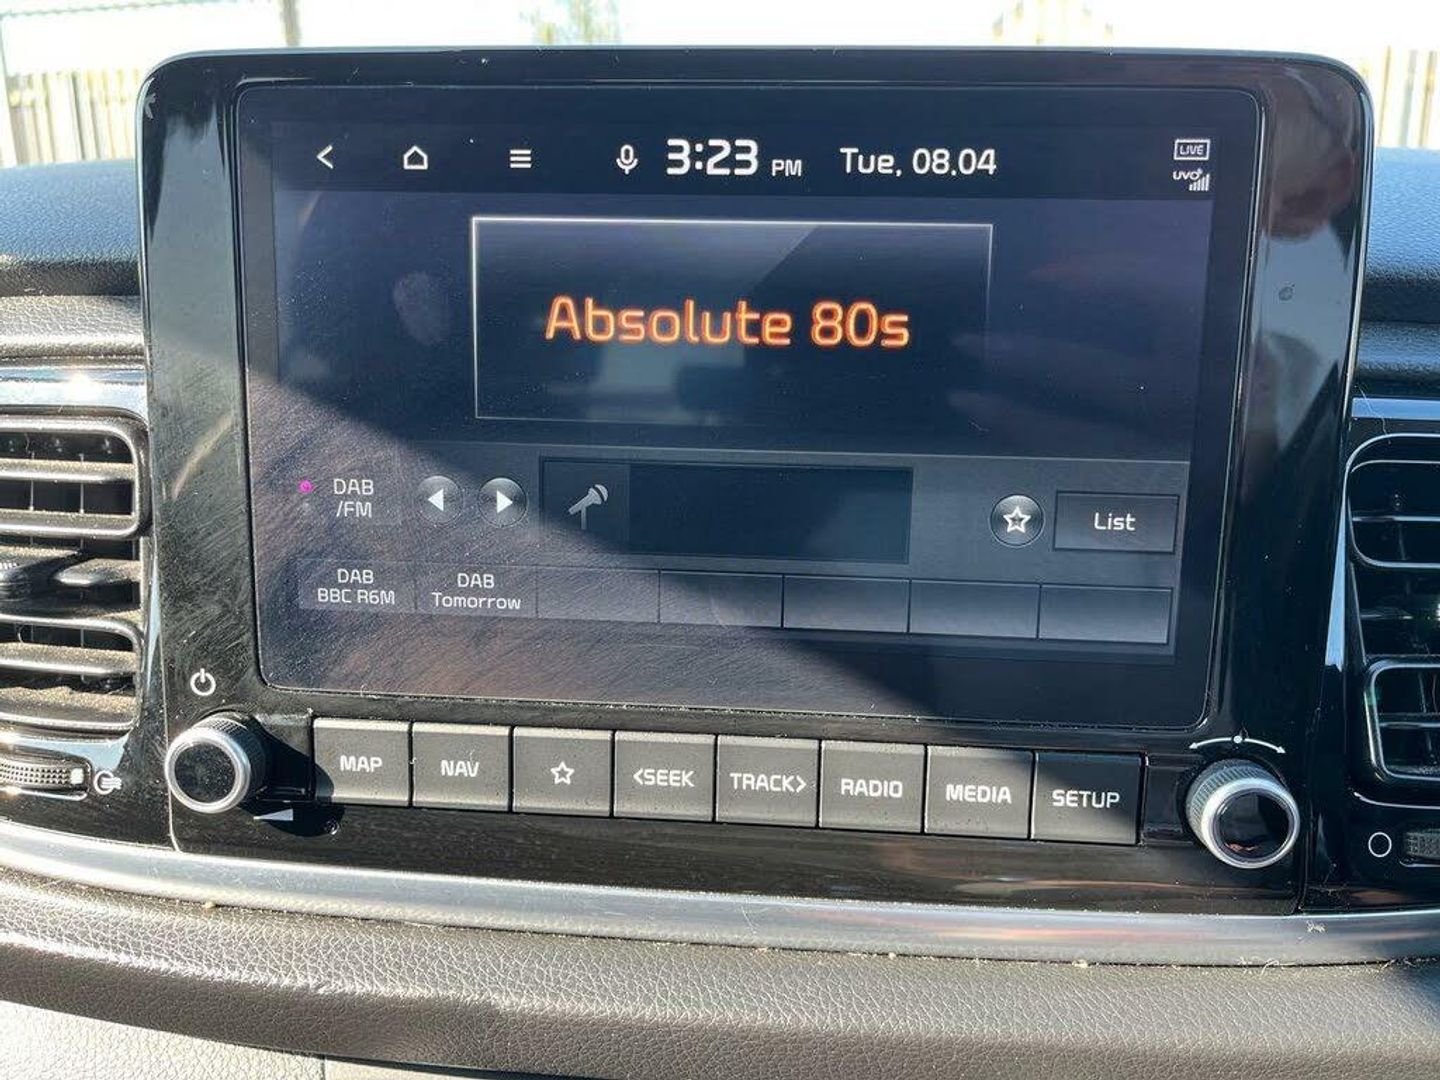 3:23 PM Tue, 08.04
LIVE
UVO
Absolute 80s
DAB
/FM
List
DAB
BBC R6M
DAB
Tomorrow
MAP
NAV
<SEEK
TRACK>
RADIO
MEDIA
SETUP